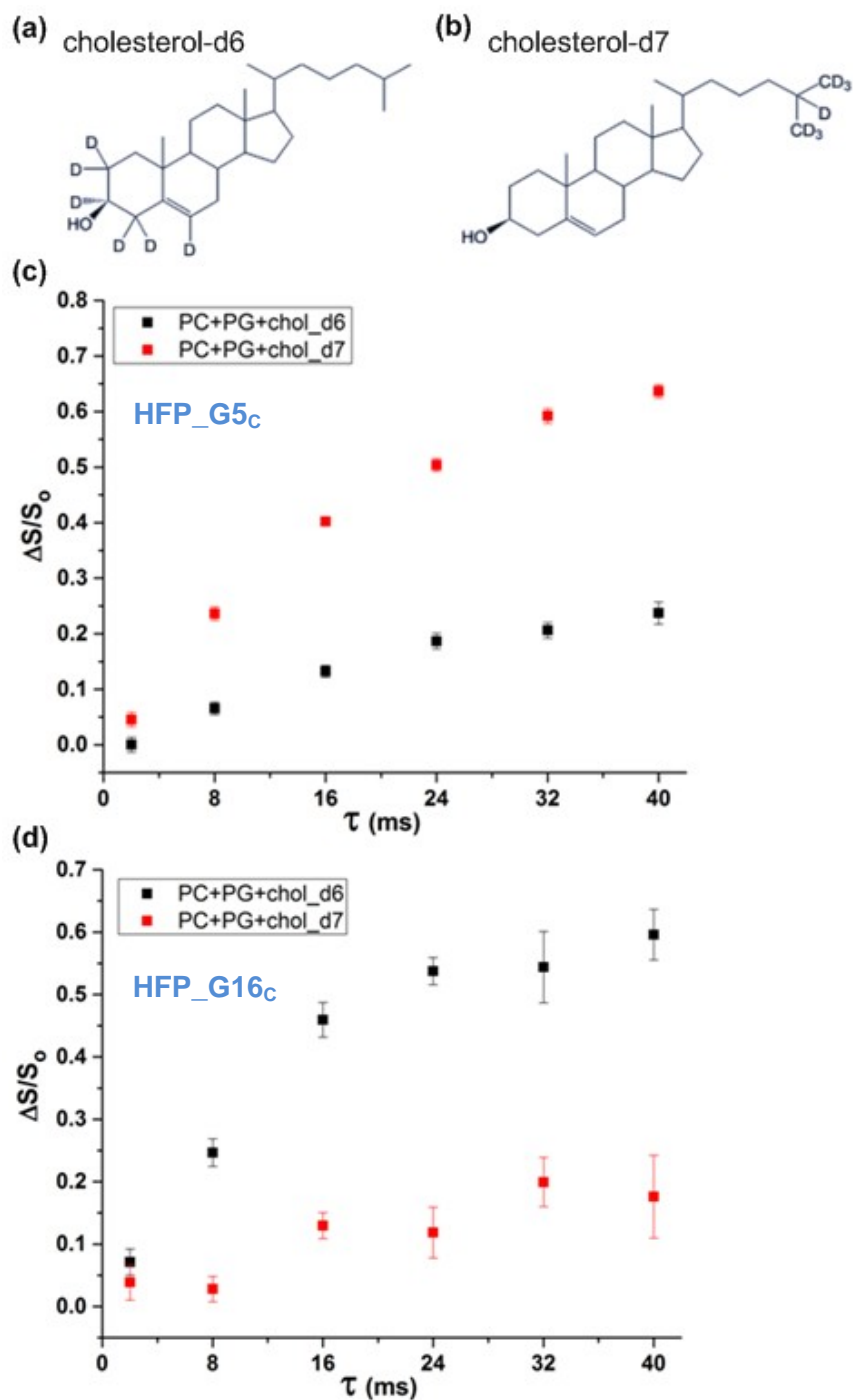 (a) cholesterol-d6
(b) cholesterol-d7
D
D
D
HO
D D
D
CD₃
D
CD₃
HO
(c)
0.8
0.7
0.6
0.5
0.4
0.3
0.2
0.1
0.0
ΔS/S₀
PC+PG+chol_d6
PC+PG+chol_d7
HFP_G5C
0 8 16 24 32 40
τ (ms)
(d)
0.7
0.6
0.5
0.4
0.3
0.2
0.1
0.0
ΔS/S₀
PC+PG+chol_d6
PC+PG+chol_d7
HFP_G16C
0 8 16 24 32 40
τ (ms)